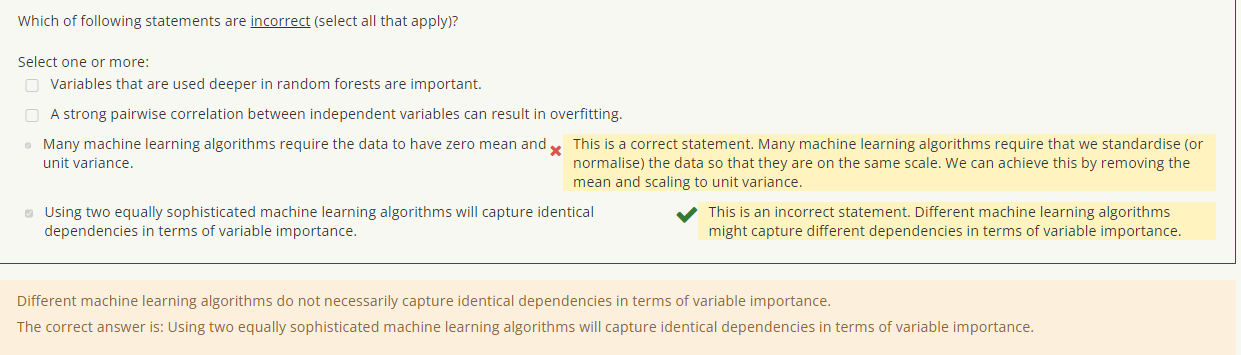 Which of following statements are incorrect (select all that apply)?
Select one or more:
Variables that are used deeper in random forests are important.
A strong pairwise correlation between independent variables can result in overfitting.
Many machine learning algorithms require the data to have zero mean and
unit variance.
This is a correct statement. Many machine learning algorithms require that we standardise (or
normalise) the data so that they are on the same scale. We can achieve this by removing the
mean and scaling to unit variance.
Using two equally sophisticated machine learning algorithms will capture identical
dependencies in terms of variable importance.
This is an incorrect statement. Different machine learning algorithms
might capture different dependencies in terms of variable importance.
Different machine learning algorithms do not necessarily capture identical dependencies in terms of variable importance.
The correct answer is: Using two equally sophisticated machine learning algorithms will capture identical dependencies in terms of variable importance.